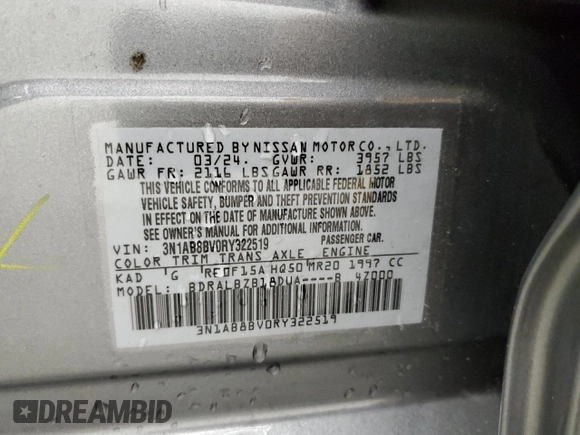 MANUFACTURED BY NISSAN MOTOR CO., LTD.
DATE: 03/24. GVWR: 3957 LBS
GAWR FR: 2116 LBS GAWR RR: 1852 LBS
THIS VEHICLE CONFORMS TO ALL APPLICABLE FEDERAL MOTOR
VEHICLE SAFETY, BUMPER AND THEFT PREVENTION STANDARDS
IN EFFECT ON THE DATE OF MANUFACTURE SHOWN ABOVE.
SEE OWNER'S MANUAL FOR ADDITIONAL INFORMATION.
VIN: 3N1AB8BV0RY322519 PASSENGER CAR.
COLOR TRIM TRANS AXLE ENGINE
KAD G RE0F15A HQ50 MR20 1997 CC
MODEL: BDRALBZB18DUA----B 47000
3N1AB8BV0RY322519
DREAMBID